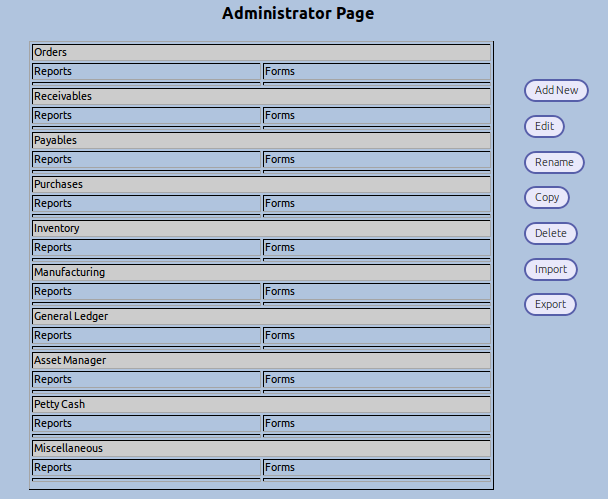 Administrator Page
Orders
Reports Forms
Receivables
Reports Forms
Payables
Reports Forms
Purchases
Reports Forms
Inventory
Reports Forms
Manufacturing
Reports Forms
General Ledger
Reports Forms
Asset Manager
Reports Forms
Petty Cash
Reports Forms
Miscellaneous
Reports Forms
Add New
Edit
Rename
Copy
Delete
Import
Export